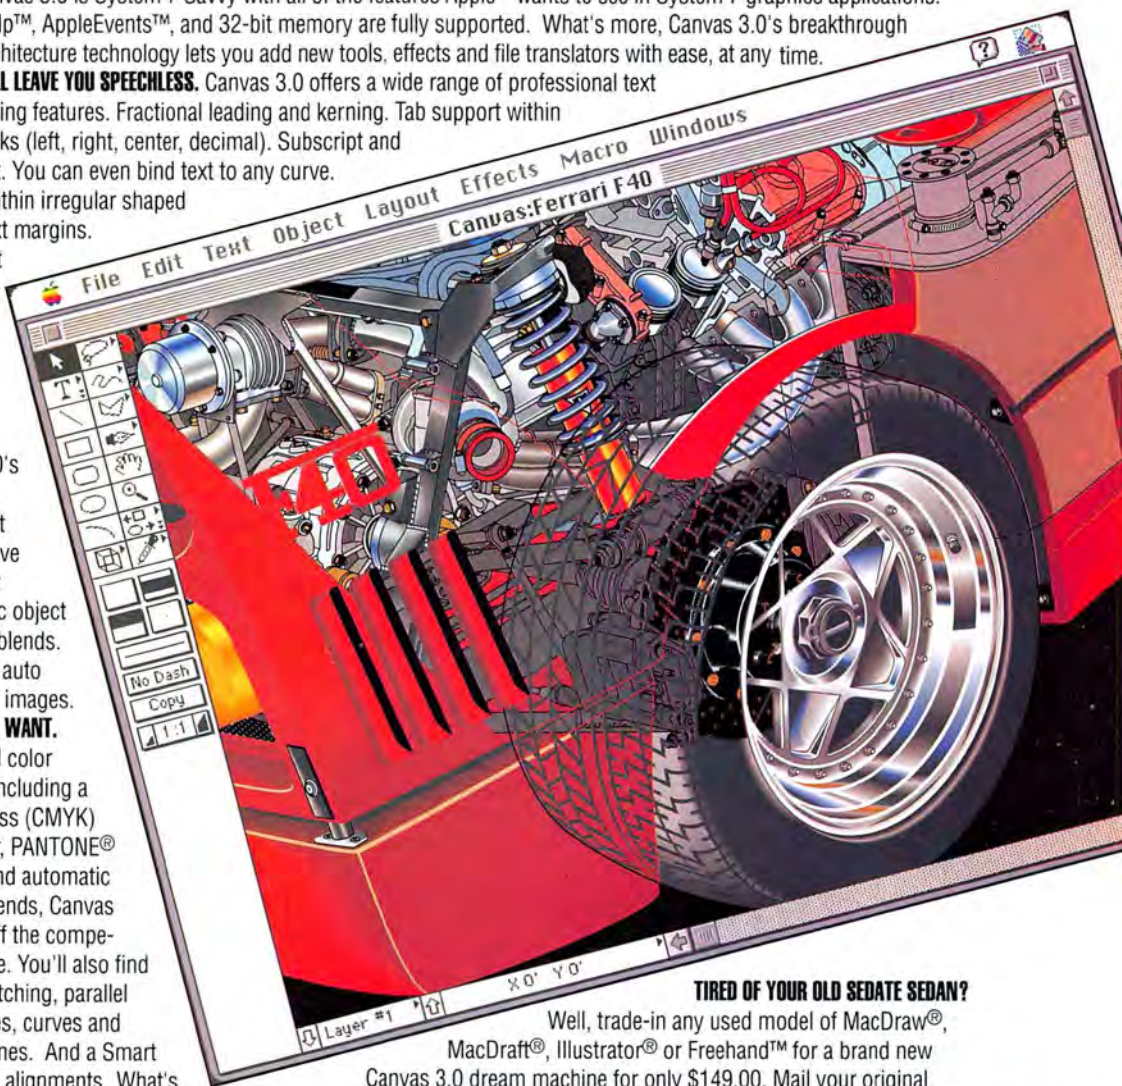 Canvas 3.0 is System 7 Savvy with all of the features Apple® wants to see in System 7 graphics applications.
lp™, AppleEvents™, and 32-bit memory are fully supported. What's more, Canvas 3.0's breakthrough
chitecture technology lets you add new tools, effects and file translators with ease, at any time.
LL LEAVE YOU SPEECHLESS. Canvas 3.0 offers a wide range of professional text
ing features. Fractional leading and kerning. Tab support within
ks (left, right, center, decimal). Subscript and
t. You can even bind text to any curve.
ithin irregular shaped
xt margins.
t
0's
t
ve
t
c object
blends.
auto
images.
WANT.
d color
ncluding a
ss (CMYK)
, PANTONE®
nd automatic
ends, Canvas
ff the compe-
e. You'll also find
tching, parallel
es, curves and
nes. And a Smart
alignments. What's
File Edit Text Object Layout Effects Macro Windows
Canvas:Ferrari F40
T
F40
No Dash
Copy
1:1
Layer #1
X 0' Y 0'
TIRED OF YOUR OLD SEDATE SEDAN?
Well, trade-in any used model of MacDraw®,
MacDraft®, Illustrator® or Freehand™ for a brand new
Canvas 3.0 dream machine for only $149.00. Mail your original